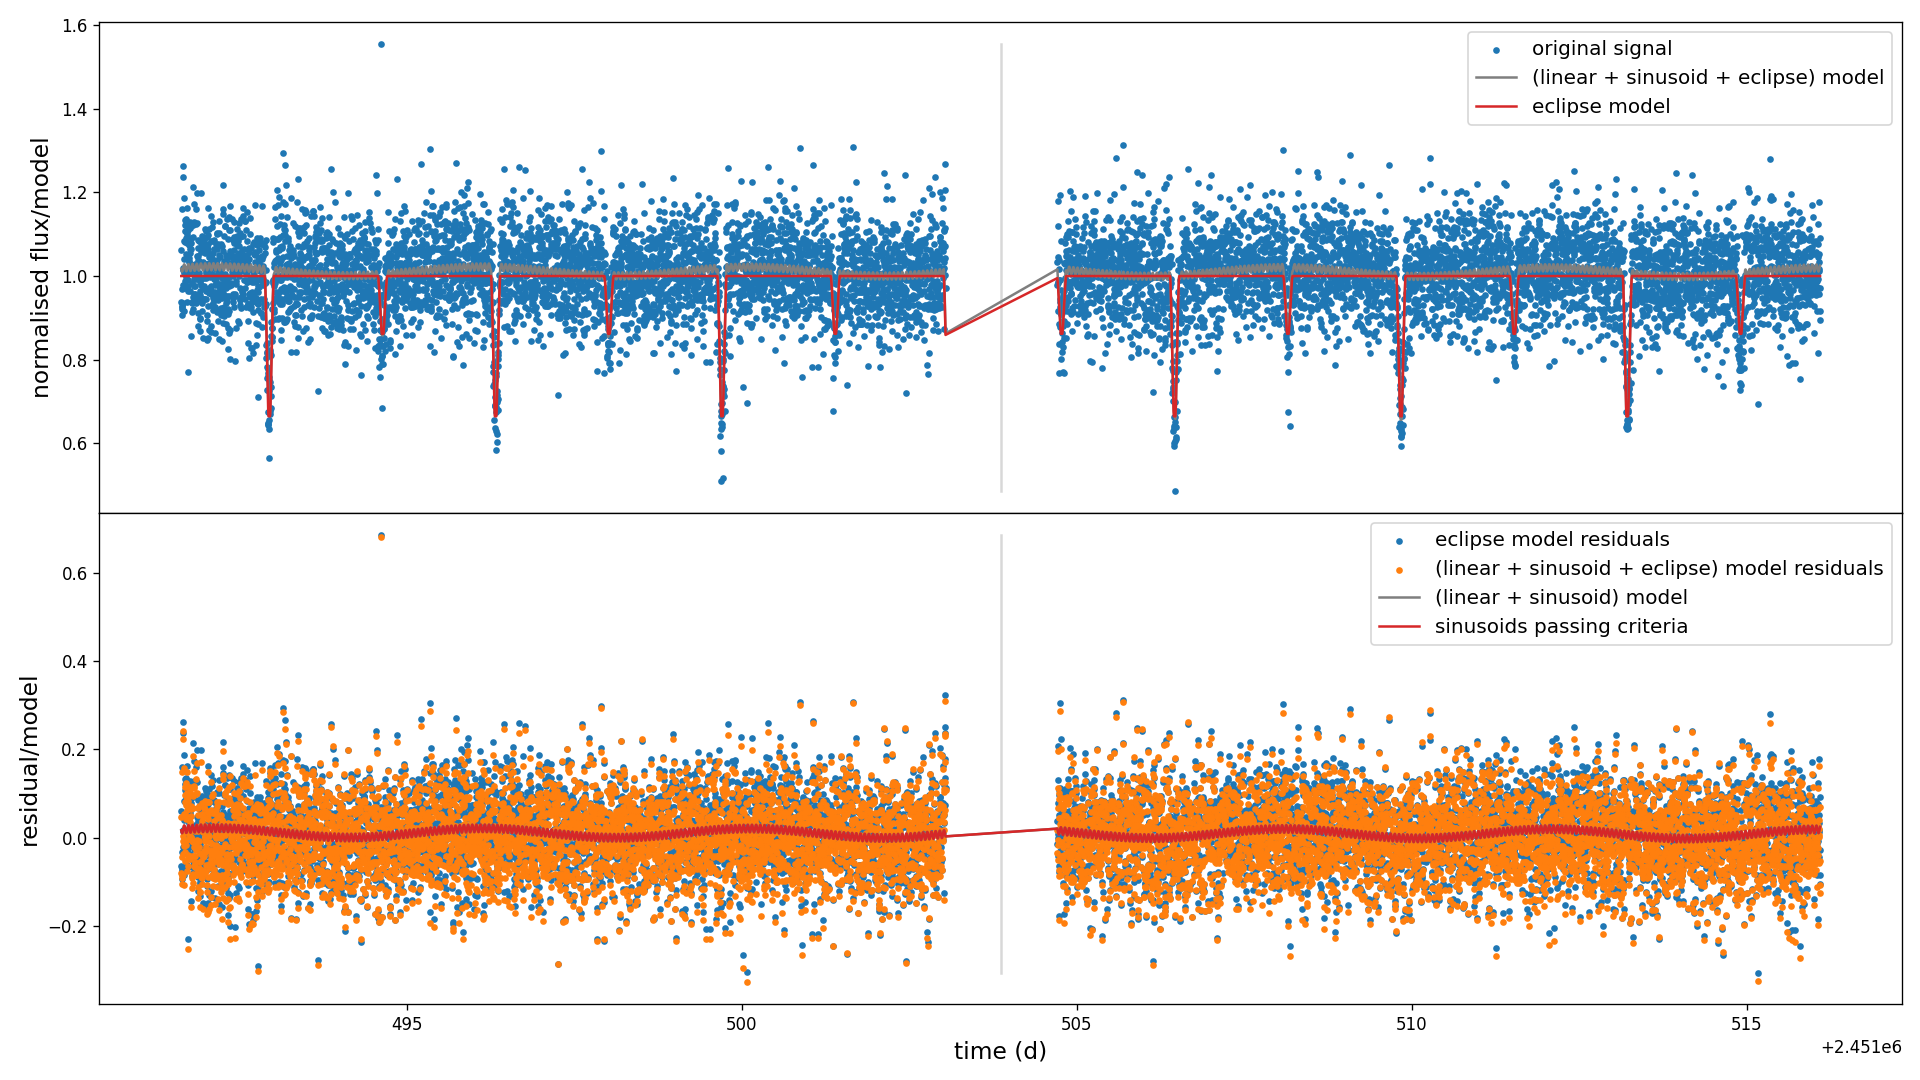 normalised flux/model
1.6
1.4
1.2
1.0
0.8
0.6
original signal
(linear + sinusoid + eclipse) model
eclipse model
residual/model
0.6
0.4
0.2
0.0
−0.2
eclipse model residuals
(linear + sinusoid + eclipse) model residuals
(linear + sinusoid) model
sinusoids passing criteria
495
500
505
510
515
time (d)
+2.451e6